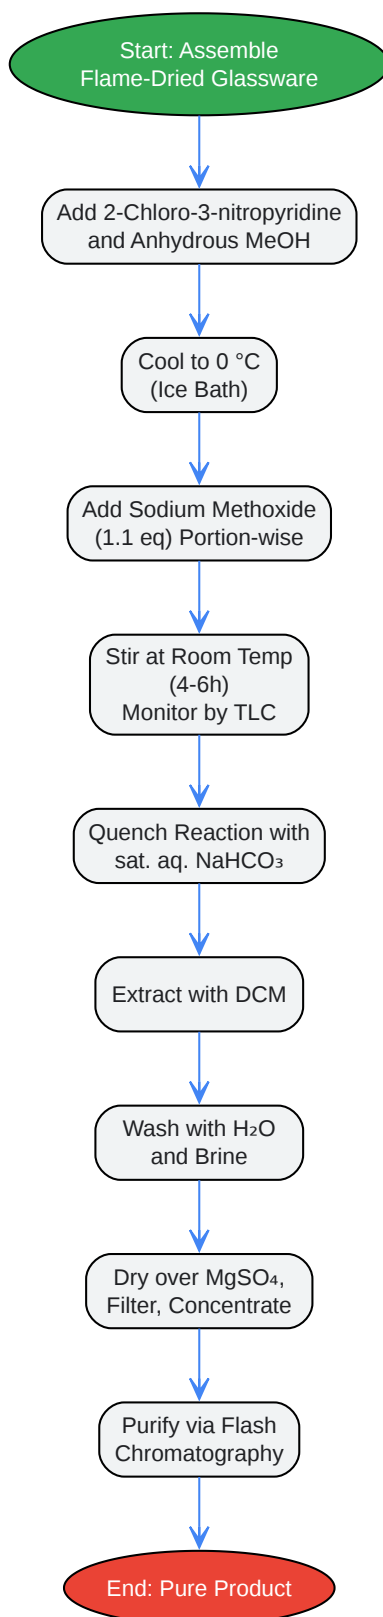 Start: Assemble
Flame-Dried Glassware
Add 2-Chloro-3-nitropyridine
and Anhydrous MeOH
Cool to 0 °C
(Ice Bath)
Add Sodium Methoxide
(1.1 eq) Portion-wise
Stir at Room Temp
(4-6h)
Monitor by TLC
Quench Reaction with
sat. aq. NaHCO₃
Extract with DCM
Wash with H₂O
and Brine
Dry over MgSO₄,
Filter, Concentrate
Purify via Flash
Chromatography
End: Pure Product